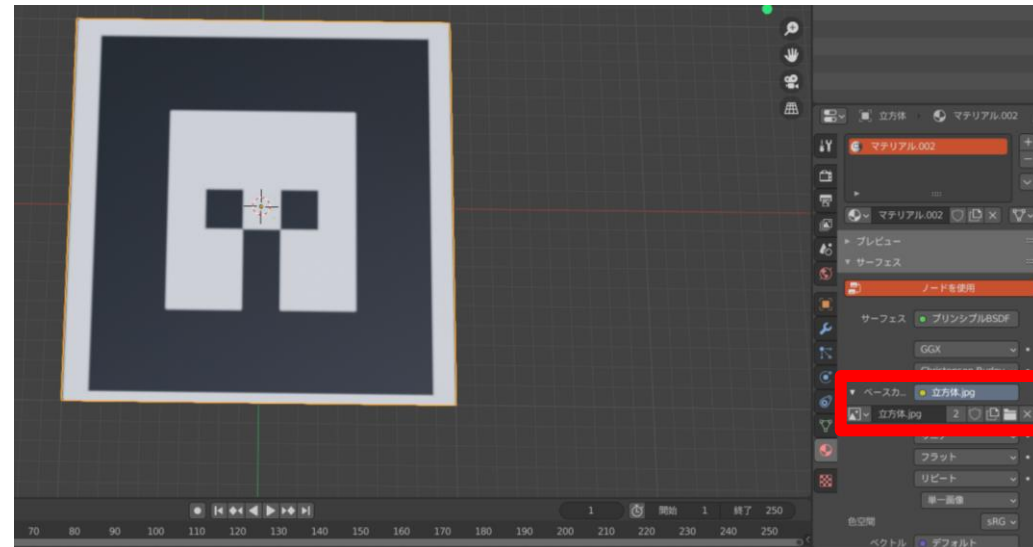 立方体 マテリアル.002
マテリアル.002
マテリアル.002
プレビュー
サーフェス
ノードを使用
サーフェス プリンシプルBSDF
GGX
ベースカ... 立方体.jpg
立方体.jpg 2
フラット
リピート
単一画像
色空間 sRG
ベクトル デフォルト
1 開始 1 終了 250
70 80 90 100 110 120 130 140 150 160 170 180 190 200 210 220 230 240 250